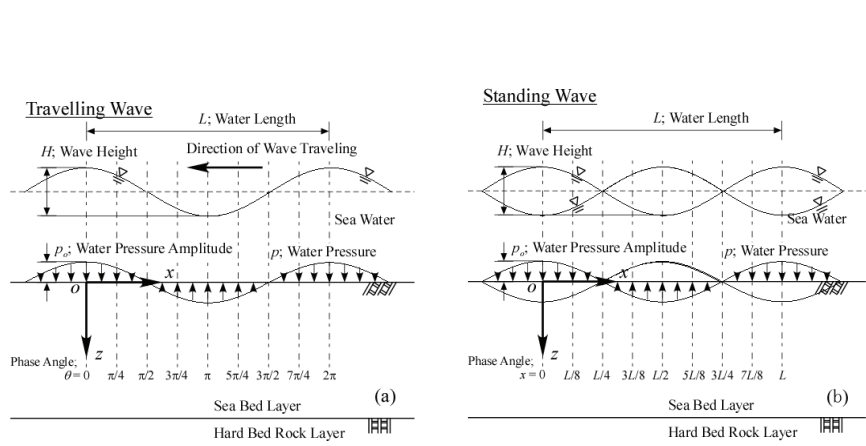 Travelling Wave
L; Water Length
H; Wave Height
Direction of Wave Traveling
Sea Water
pₒ; Water Pressure Amplitude
p; Water Pressure
x
o
z
Phase Angle;
θ = 0 π/4 π/2 3π/4 π 5π/4 3π/2 7π/4 2π
(a)
Sea Bed Layer
Hard Bed Rock Layer
Standing Wave
L; Water Length
H; Wave Height
Sea Water
pₒ; Water Pressure Amplitude
p; Water Pressure
x
o
z
Phase Angle;
x = 0 L/8 L/4 3L/8 L/2 5L/8 3L/4 7L/8 L
(b)
Sea Bed Layer
Hard Bed Rock Layer